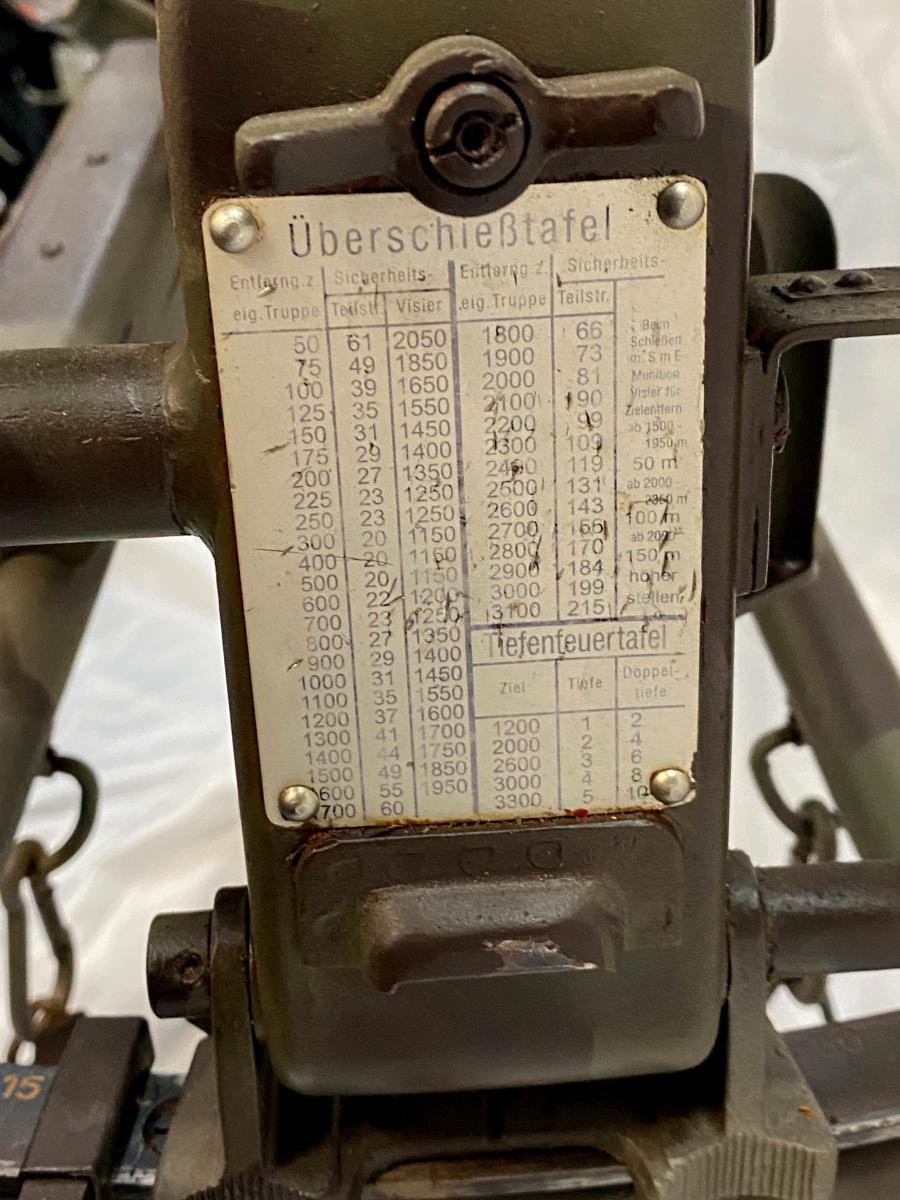 Überschießtafel
Entferng.z. Sicherheits-
eig.Truppe Teilstr. Visier
50 61 2050
75 49 1850
100 39 1650
125 35 1550
150 31 1450
175 29 1400
200 27 1350
225 23 1250
250 23 1250
300 20 1150
400 20 1150
500 20 1150
600 22 1200
700 23 1250
800 27 1350
900 29 1400
1000 31 1450
1100 35 1550
1200 37 1600
1300 41 1700
1400 44 1750
1500 49 1850
1600 55 1950
1700 60
Entferng.z. Sicherheits-
eig.Truppe Teilstr.
1800 66
1900 73
2000 81
2100 90
2200 99
2300 109
2400 119
2500 131
2600 143
2700 156
2800 170
2900 184
3000 199
3100 215
Beim
Schießen
m. S m E
Munition
Visier für
Zielentfern
ab 1500 -
1950 m
50 m
ab 2000 -
2350 m
100 m
150 m
höher
stellen
Tiefenfeuertafel
Ziel Tiefe Doppel-
tiefe
1200 1 2
2000 2 4
2600 3 6
3000 4 8
3300 5 10
15